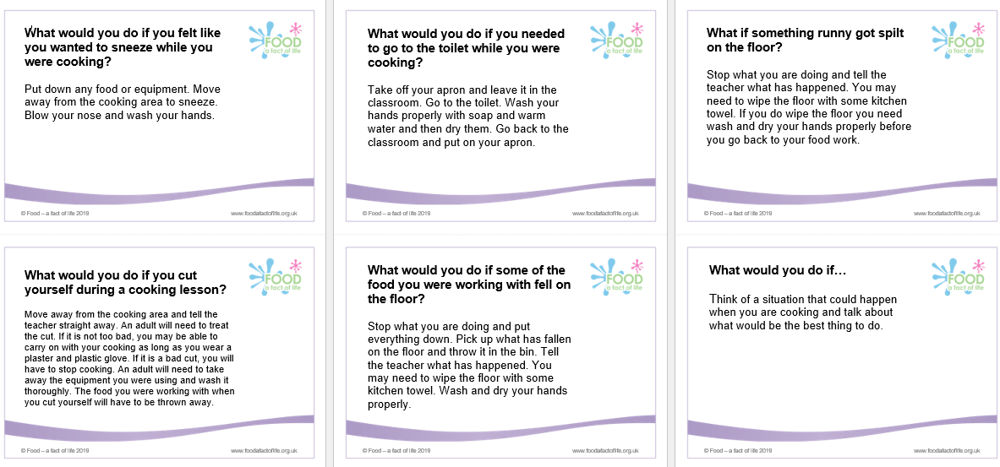 What would you do if you felt like
you wanted to sneeze while you
were cooking?
FOOD
a fact of life
Put down any food or equipment. Move
away from the cooking area to sneeze.
Blow your nose and wash your hands.
© Food – a fact of life 2019
www.foodafactoflife.org.uk
What would you do if you needed
to go to the toilet while you were
cooking?
FOOD
a fact of life
Take off your apron and leave it in the
classroom. Go to the toilet. Wash your
hands properly with soap and warm
water and then dry them. Go back to the
classroom and put on your apron.
© Food – a fact of life 2019
www.foodafactoflife.org.uk
What if something runny got spilt
on the floor?
FOOD
a fact of life
Stop what you are doing and tell the
teacher what has happened. You may
need to wipe the floor with some kitchen
towel. If you do wipe the floor you need
wash and dry your hands properly before
you go back to your food work.
© Food – a fact of life 2019
www.foodafactoflife.org.uk
What would you do if you cut
yourself during a cooking lesson?
FOOD
a fact of life
Move away from the cooking area and tell the
teacher straight away. An adult will need to treat
the cut. If it is not too bad, you may be able to
carry on with your cooking as long as you wear a
plaster and plastic glove. If it is a bad cut, you will
have to stop cooking. An adult will need to take
away the equipment you were using and wash it
thoroughly. The food you were working with when
you cut yourself will have to be thrown away.
© Food – a fact of life 2019
www.foodafactoflife.org.uk
What would you do if some of the
food you were working with fell on
the floor?
FOOD
a fact of life
Stop what you are doing and put
everything down. Pick up what has fallen
on the floor and throw it in the bin. Tell
the teacher what has happened. You
may need to wipe the floor with some
kitchen towel. Wash and dry your hands
properly.
© Food – a fact of life 2019
www.foodafactoflife.org.uk
What would you do if…
FOOD
a fact of life
Think of a situation that could happen
when you are cooking and talk about
what would be the best thing to do.
© Food – a fact of life 2019
www.foodafactoflife.org.uk